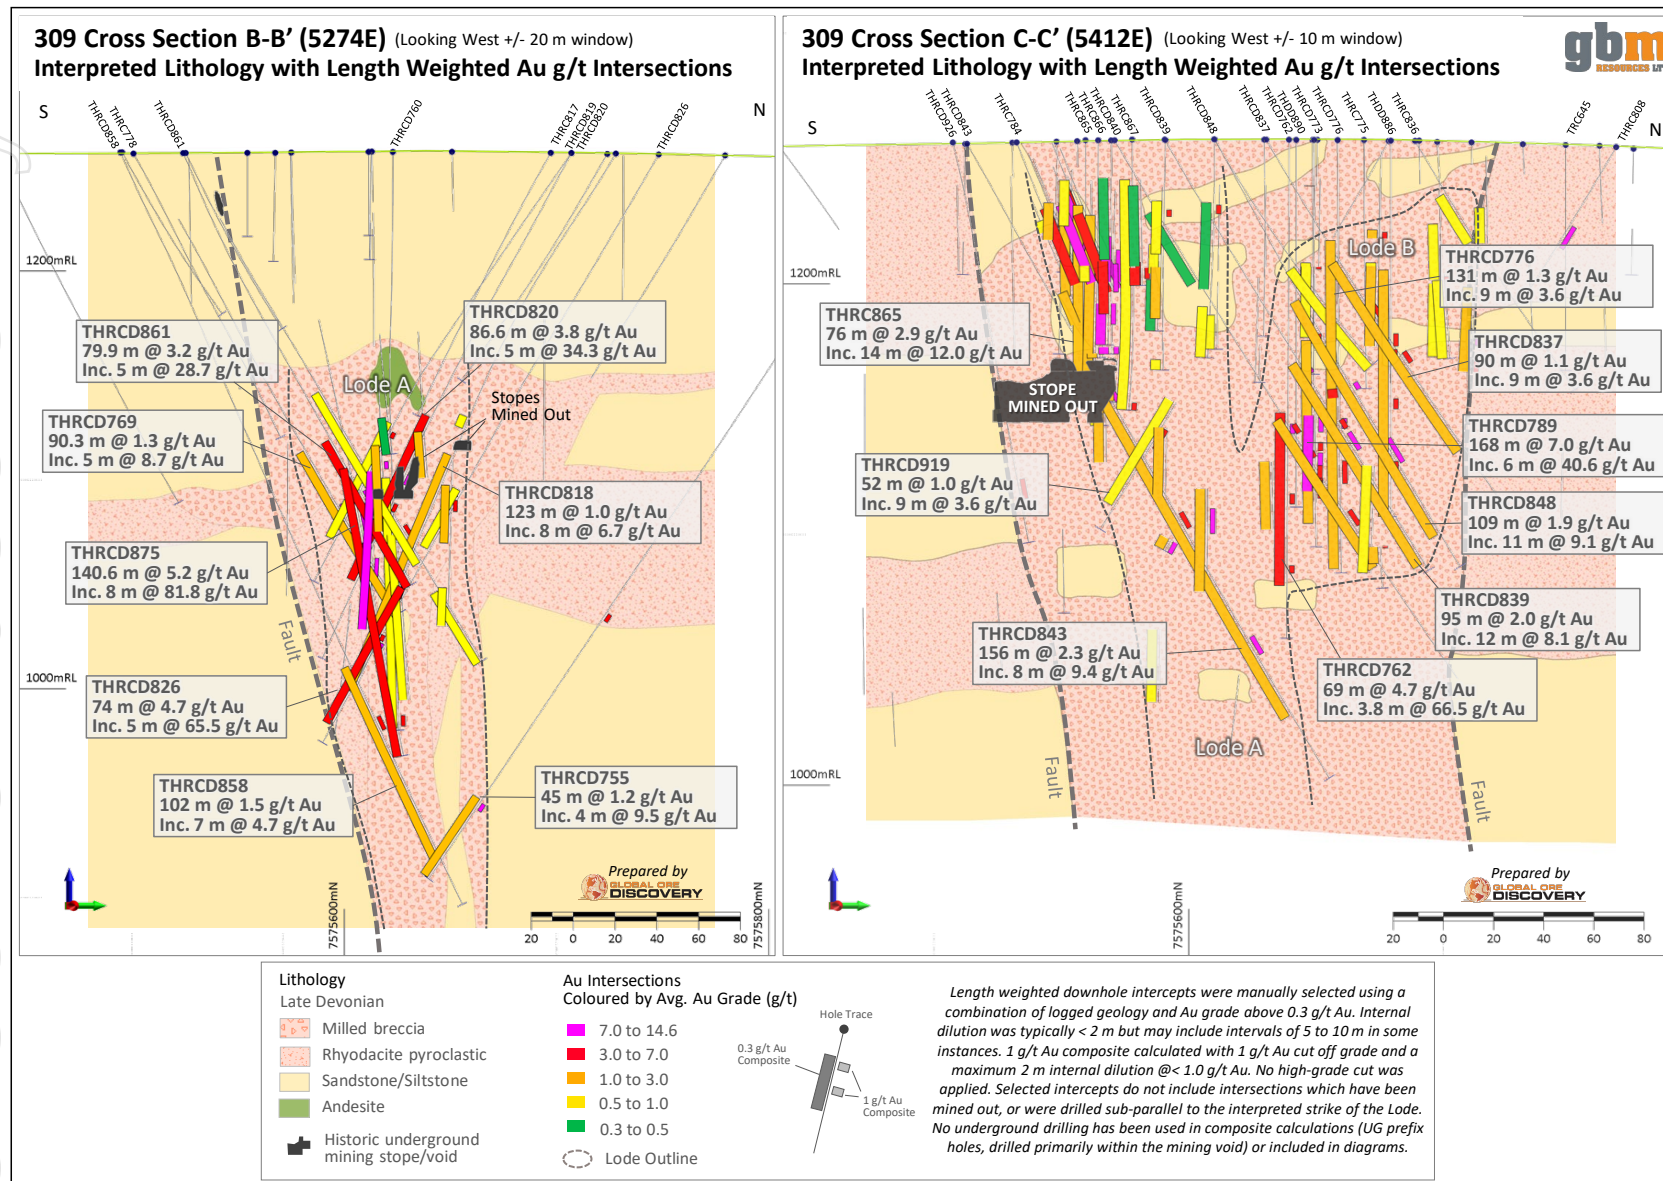 309 Cross Section B-B' (5274E) (Looking West +/- 20 m window)
Interpreted Lithology with Length Weighted Au g/t Intersections
S
N
THRCD858
THRC778
THRCD861
THRCD760
THRC817
THRCD819
THRCD820
THRCD826
1200mRL
1000mRL
THRCD861
79.9 m @ 3.2 g/t Au
Inc. 5 m @ 28.7 g/t Au
THRCD820
86.6 m @ 3.8 g/t Au
Inc. 5 m @ 34.3 g/t Au
Lode A
Stopes
Mined Out
THRCD769
90.3 m @ 1.3 g/t Au
Inc. 5 m @ 8.7 g/t Au
THRCD818
123 m @ 1.0 g/t Au
Inc. 8 m @ 6.7 g/t Au
THRCD875
140.6 m @ 5.2 g/t Au
Inc. 8 m @ 81.8 g/t Au
Fault
THRCD826
74 m @ 4.7 g/t Au
Inc. 5 m @ 65.5 g/t Au
THRCD858
102 m @ 1.5 g/t Au
Inc. 7 m @ 4.7 g/t Au
THRCD755
45 m @ 1.2 g/t Au
Inc. 4 m @ 9.5 g/t Au
Prepared by
GLOBAL ORE
DISCOVERY
7575600mN
7575800mN
20 0 20 40 60 80
309 Cross Section C-C' (5412E) (Looking West +/- 10 m window)
Interpreted Lithology with Length Weighted Au g/t Intersections
gbm
RESOURCES LT
S
N
THRCD926
THRCD843
THRC784
THRC865
THRC866
THRCD840
THRC867
THRCD839
THRCD848
THRCD837
THRCD762
THD890
THRCD773
THRCD776
THRC775
THD886
THRC836
TRC645
THRC808
1200mRL
1000mRL
Lode B
THRCD776
131 m @ 1.3 g/t Au
Inc. 9 m @ 3.6 g/t Au
THRC865
76 m @ 2.9 g/t Au
Inc. 14 m @ 12.0 g/t Au
THRCD837
90 m @ 1.1 g/t Au
Inc. 9 m @ 3.6 g/t Au
STOPE
MINED OUT
THRCD789
168 m @ 7.0 g/t Au
Inc. 6 m @ 40.6 g/t Au
THRCD919
52 m @ 1.0 g/t Au
Inc. 9 m @ 3.6 g/t Au
THRCD848
109 m @ 1.9 g/t Au
Inc. 11 m @ 9.1 g/t Au
THRCD839
95 m @ 2.0 g/t Au
Inc. 12 m @ 8.1 g/t Au
THRCD843
156 m @ 2.3 g/t Au
Inc. 8 m @ 9.4 g/t Au
THRCD762
69 m @ 4.7 g/t Au
Inc. 3.8 m @ 66.5 g/t Au
Lode A
Fault
Fault
Prepared by
GLOBAL ORE
DISCOVERY
7575600mN
20 0 20 40 60 80
Lithology
Late Devonian
Milled breccia
Rhyodacite pyroclastic
Sandstone/Siltstone
Andesite
Historic underground
mining stope/void
Au Intersections
Coloured by Avg. Au Grade (g/t)
7.0 to 14.6
3.0 to 7.0
1.0 to 3.0
0.5 to 1.0
0.3 to 0.5
Lode Outline
Hole Trace
0.3 g/t Au
Composite
1 g/t Au
Composite
Length weighted downhole intercepts were manually selected using a
combination of logged geology and Au grade above 0.3 g/t Au. Internal
dilution was typically < 2 m but may include intervals of 5 to 10 m in some
instances. 1 g/t Au composite calculated with 1 g/t Au cut off grade and a
maximum 2 m internal dilution @< 1.0 g/t Au. No high-grade cut was
applied. Selected intercepts do not include intersections which have been
mined out, or were drilled sub-parallel to the interpreted strike of the Lode.
No underground drilling has been used in composite calculations (UG prefix
holes, drilled primarily within the mining void) or included in diagrams.